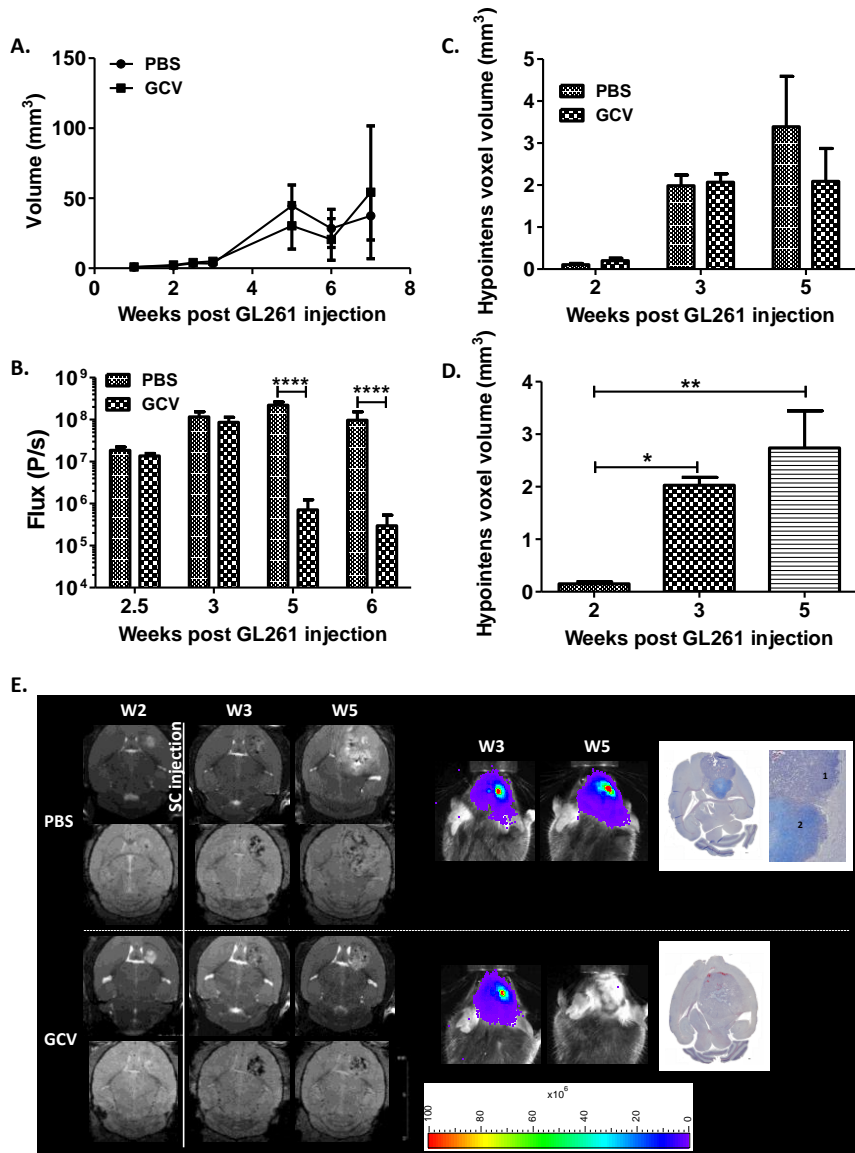 A.
150
100
50
0
Volume (mm³)
PBS
GCV
0 2 4 6 8
Weeks post GL261 injection
C.
5
4
3
2
1
0
Hypointens voxel volume (mm³)
PBS
GCV
2 3 5
Weeks post GL261 injection
B.
10⁹
10⁸
10⁷
10⁶
10⁵
10⁴
Flux (P/s)
PBS
GCV
**** ****
2.5 3 5 6
Weeks post GL261 injection
D.
4
3
2
1
0
Hypointens voxel volume (mm³)
**
*
2 3 5
Weeks post GL261 injection
E.
W2 W3 W5
SC injection
PBS
GCV
W3 W5
1
2
x10⁶
100 80 60 40 20 0